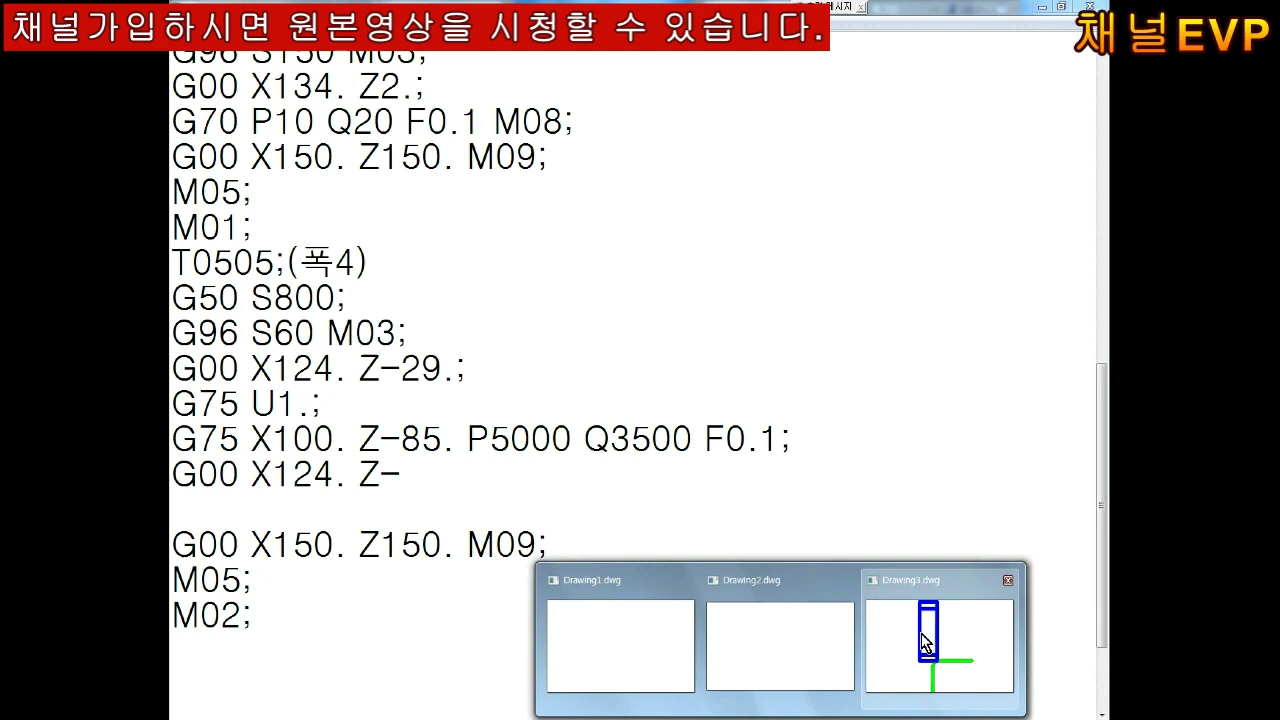 채널가입하시면 원본영상을 시청할 수 있습니다.
채널EVP
G96 S150 M03;
G00 X134. Z2.;
G70 P10 Q20 F0.1 M08;
G00 X150. Z150. M09;
M05;
M01;
T0505;(폭4)
G50 S800;
G96 S60 M03;
G00 X124. Z-29.;
G75 U1.;
G75 X100. Z-85. P5000 Q3500 F0.1;
G00 X124. Z-
G00 X150. Z150. M09;
M05;
M02;
Drawing1.dwg
Drawing2.dwg
Drawing3.dwg